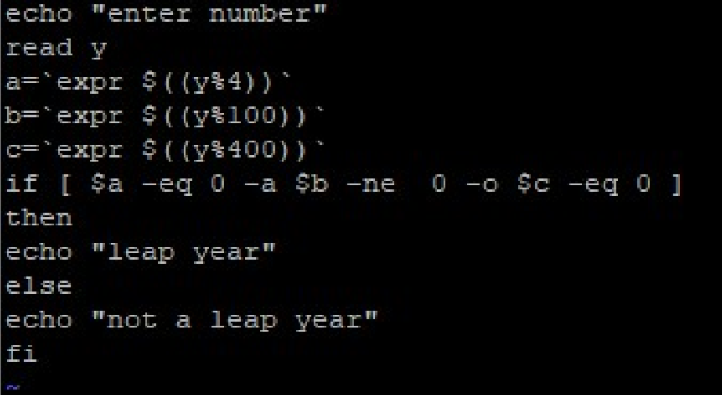 echo "enter number"
read y
a=`expr $((y%4))`
b=`expr $((y%100))`
c=`expr $((y%400))`
if [ $a -eq 0 -a $b -ne  0 -o $c -eq 0 ]
then
echo "leap year"
else
echo "not a leap year"
fi
~